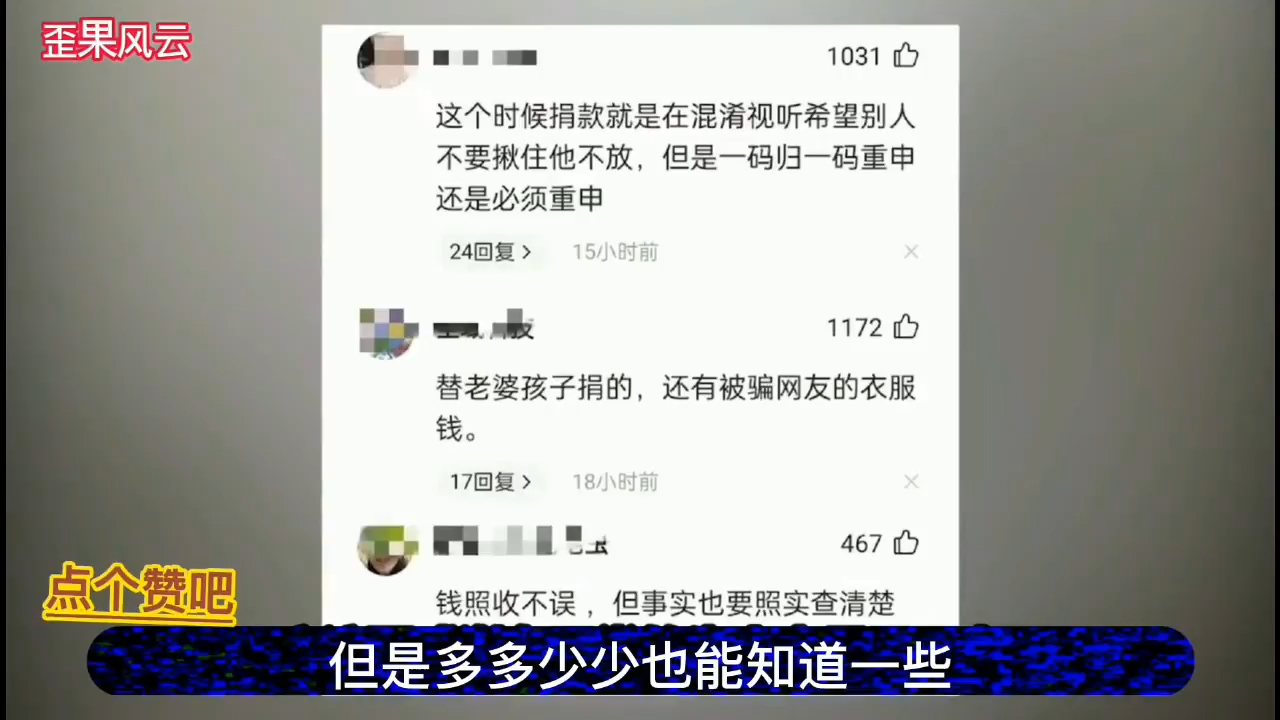 歪果风云
1031
这个时候捐款就是在混淆视听希望别人
不要揪住他不放，但是一码归一码重申
还是必须重申
24回复 >
15小时前
1172
替老婆孩子捐的，还有被骗网友的衣服
钱。
17回复 >
18小时前
467
钱照收不误，但事实也要照实查清楚
点个赞吧
但是多多少少也能知道一些